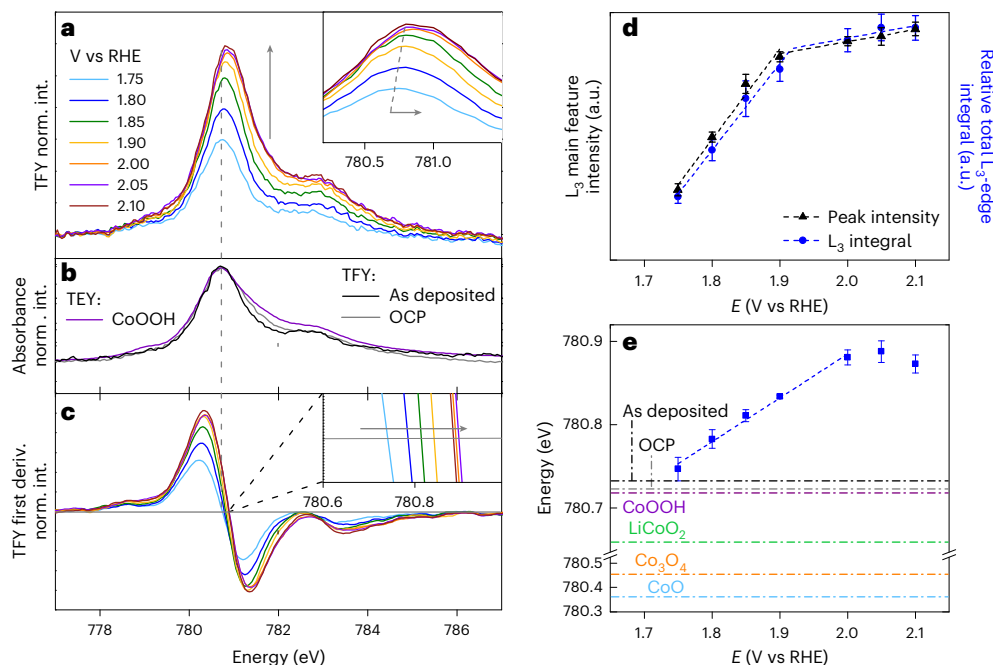 a
V vs RHE
1.75
1.80
1.85
1.90
2.00
2.05
2.10
TFY norm. int.
780.5 781.0
b
TEY:
CoOOH
TFY:
As deposited
OCP
Absorbance
norm. int.
c
TFY first deriv.
norm. int.
780.6 780.8
778 780 782 784 786
Energy (eV)
d
L3 main feature
intensity (a.u.)
Relative total L3-edge
integral (a.u.)
Peak intensity
L3 integral
1.7 1.8 1.9 2.0 2.1
E (V vs RHE)
e
780.9
780.8
780.7
780.5
780.4
780.3
Energy (eV)
As deposited
OCP
CoOOH
LiCoO2
Co3O4
CoO
1.7 1.8 1.9 2.0 2.1
E (V vs RHE)